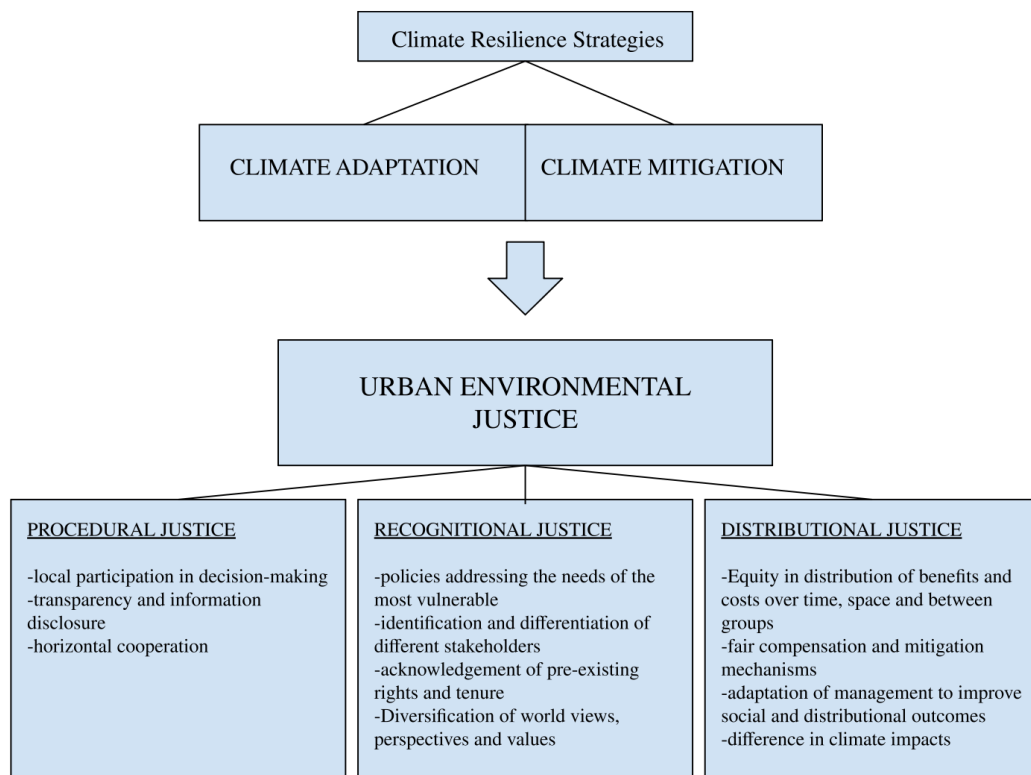 Climate Resilience Strategies
CLIMATE ADAPTATION
CLIMATE MITIGATION
URBAN ENVIRONMENTAL
JUSTICE
PROCEDURAL JUSTICE
-local participation in decision-making
-transparency and information
disclosure
-horizontal cooperation
RECOGNITIONAL JUSTICE
-policies addressing the needs of the
most vulnerable
-identification and differentiation of
different stakeholders
-acknowledgement of pre-existing
rights and tenure
-Diversification of world views,
perspectives and values
DISTRIBUTIONAL JUSTICE
-Equity in distribution of benefits and
costs over time, space and between
groups
-fair compensation and mitigation
mechanisms
-adaptation of management to improve
social and distributional outcomes
-difference in climate impacts